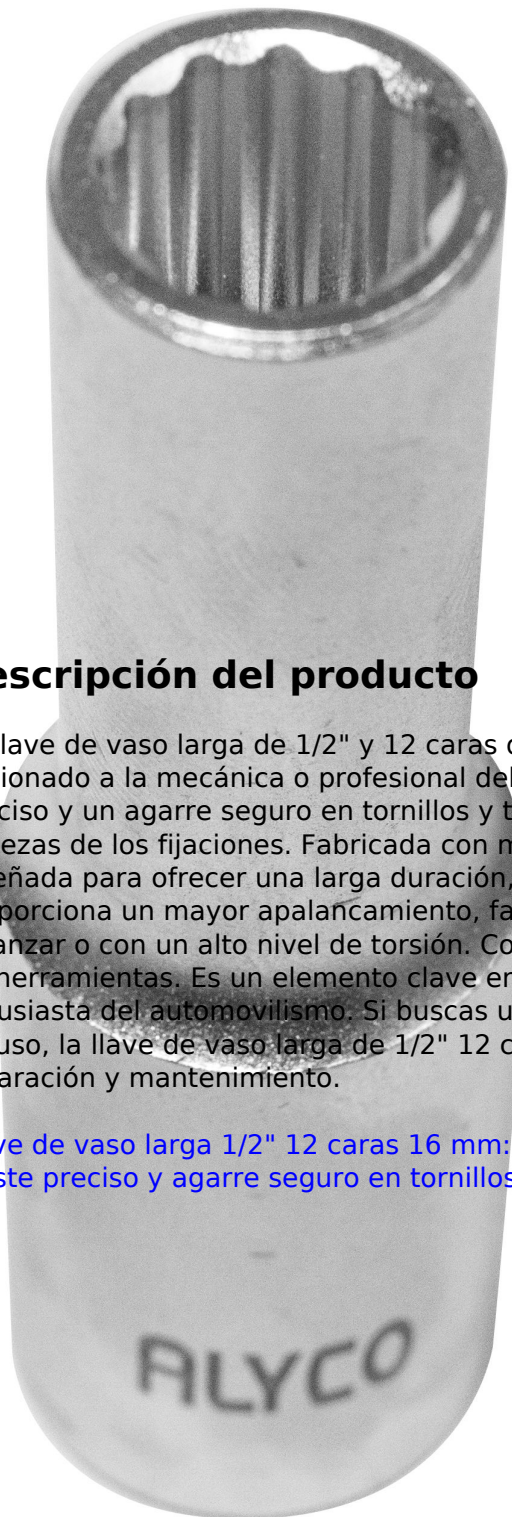 escripción del producto
lave de vaso larga de 1/2" y 12 caras
ionado a la mecánica o profesional del
ciso y un agarre seguro en tornillos y
ezas de los fijaciones. Fabricada con
eñada para ofrecer una larga duración,
porciona un mayor apalancamiento,
anzar o con un alto nivel de torsión.
herramientas. Es un elemento clave
usiasta del automovilismo. Si buscas
uso, la llave de vaso larga de 1/2" 12
aración y mantenimiento.
ve de vaso larga 1/2" 12 caras 16 mm:
ste preciso y agarre seguro en tornillos
ALYCO